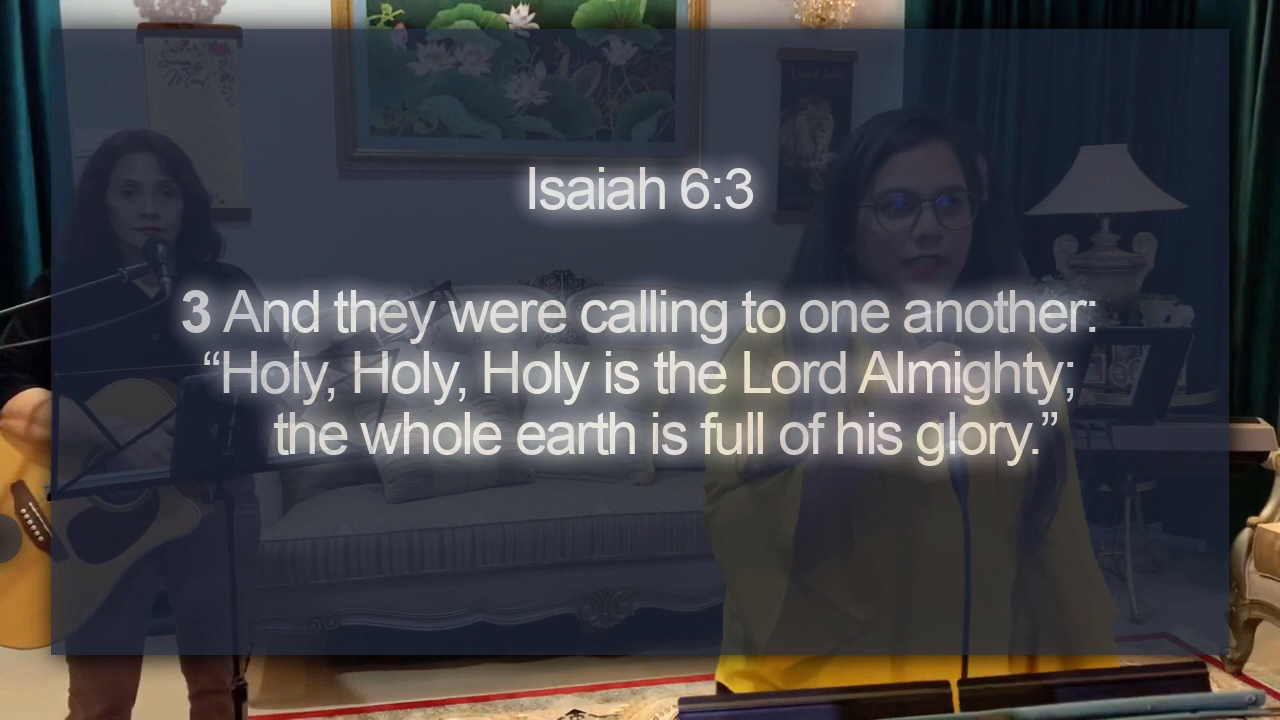 Isaiah 6:3
3 And they were calling to one another:
“Holy, Holy, Holy is the Lord Almighty;
the whole earth is full of his glory.”